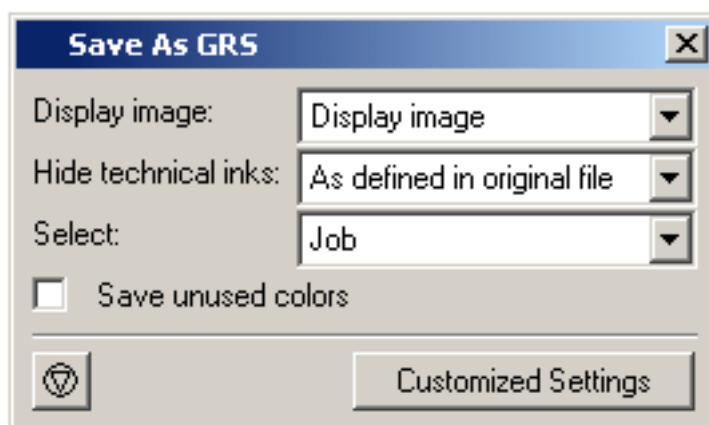 Save As GRS
Display image: Display image
Hide technical inks: As defined in original file
Select: Job
Save unused colors
Customized Settings